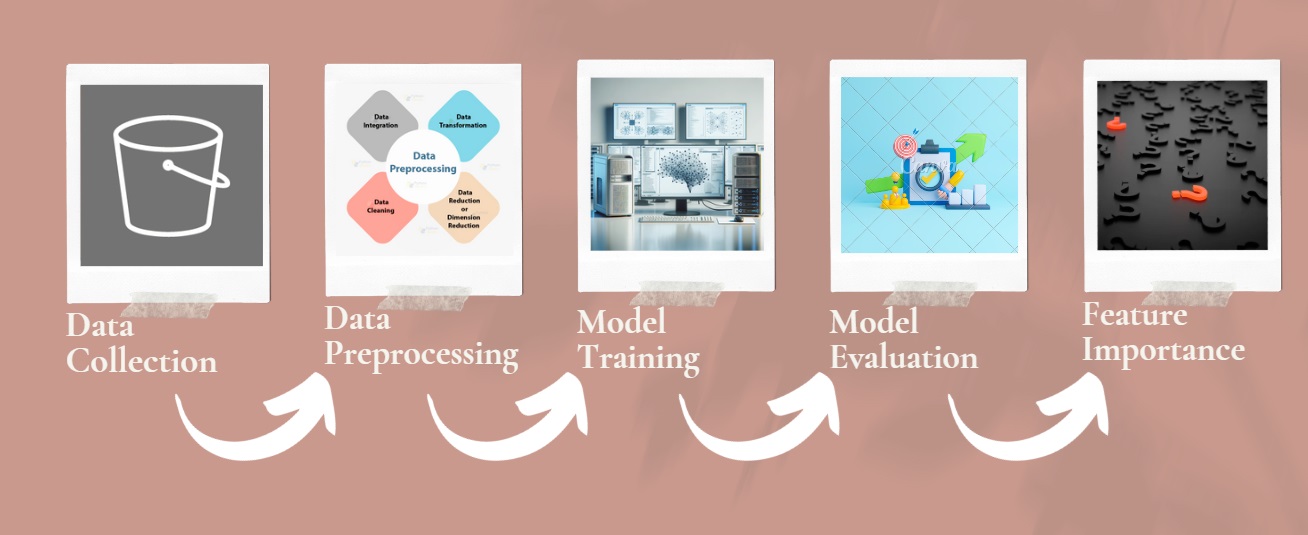 Data
Integration
Data
Transformation
Data
Preprocessing
Data
Cleaning
Data
Reduction
or
Dimension
Reduction
Data
Collection
Data
Preprocessing
Model
Training
Model
Evaluation
Feature
Importance